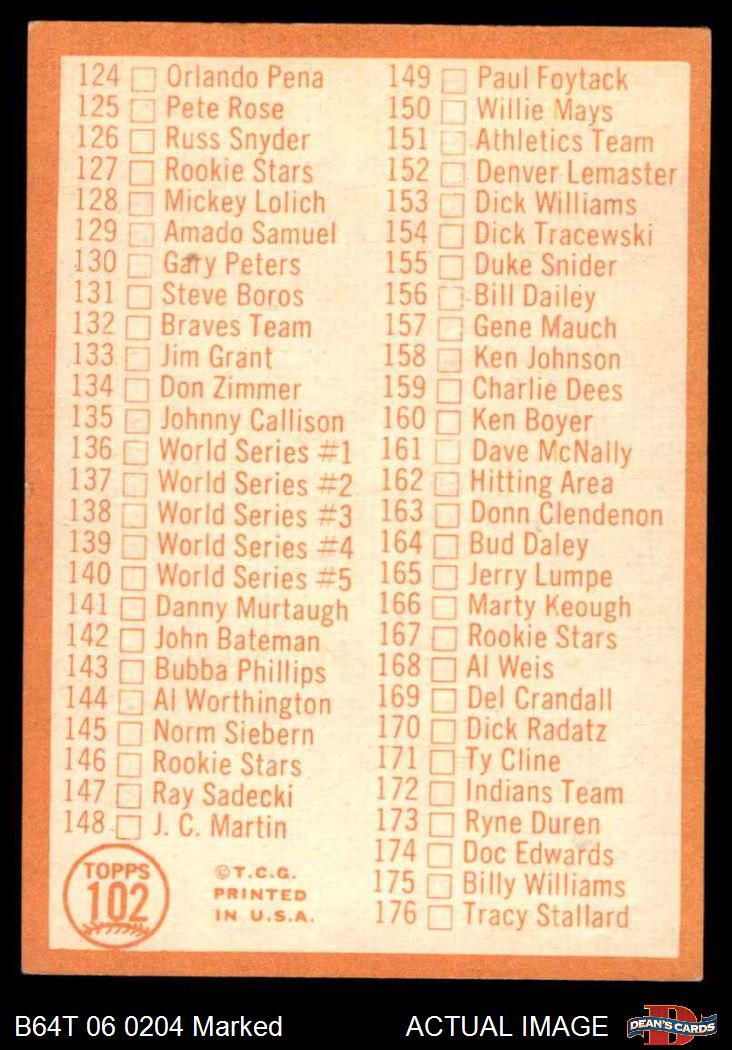 124 Orlando Pena
125 Pete Rose
126 Russ Snyder
127 Rookie Stars
128 Mickey Lolich
129 Amado Samuel
130 Gary Peters
131 Steve Boros
132 Braves Team
133 Jim Grant
134 Don Zimmer
135 Johnny Callison
136 World Series #1
137 World Series #2
138 World Series #3
139 World Series #4
140 World Series #5
141 Danny Murtaugh
142 John Bateman
143 Bubba Phillips
144 Al Worthington
145 Norm Siebern
146 Rookie Stars
147 Ray Sadecki
148 J. C. Martin
149 Paul Foytack
150 Willie Mays
151 Athletics Team
152 Denver Lemaster
153 Dick Williams
154 Dick Tracewski
155 Duke Snider
156 Bill Dailey
157 Gene Mauch
158 Ken Johnson
159 Charlie Dees
160 Ken Boyer
161 Dave McNally
162 Hitting Area
163 Donn Clendenon
164 Bud Daley
165 Jerry Lumpe
166 Marty Keough
167 Rookie Stars
168 Al Weis
169 Del Crandall
170 Dick Radatz
171 Ty Cline
172 Indians Team
173 Ryne Duren
174 Doc Edwards
175 Billy Williams
176 Tracy Stallard
TOPPS
102
©T.C.G.
PRINTED
IN U.S.A.
B64T 06 0204 Marked
ACTUAL IMAGE
D
DEAN'S CARDS